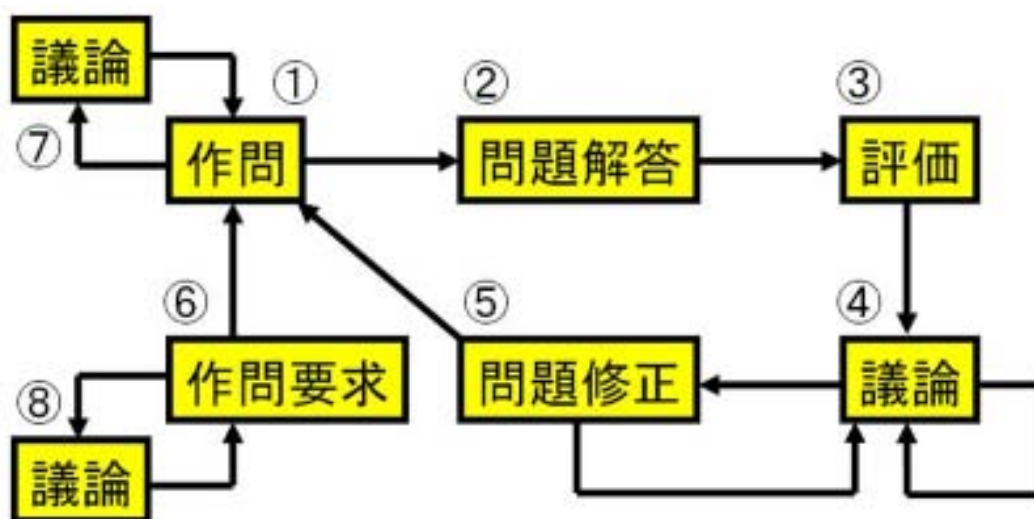 議論
① ② ③
⑦ 作問 問題解答 評価
⑥ ⑤ ④
⑧ 作問要求 問題修正 議論
議論